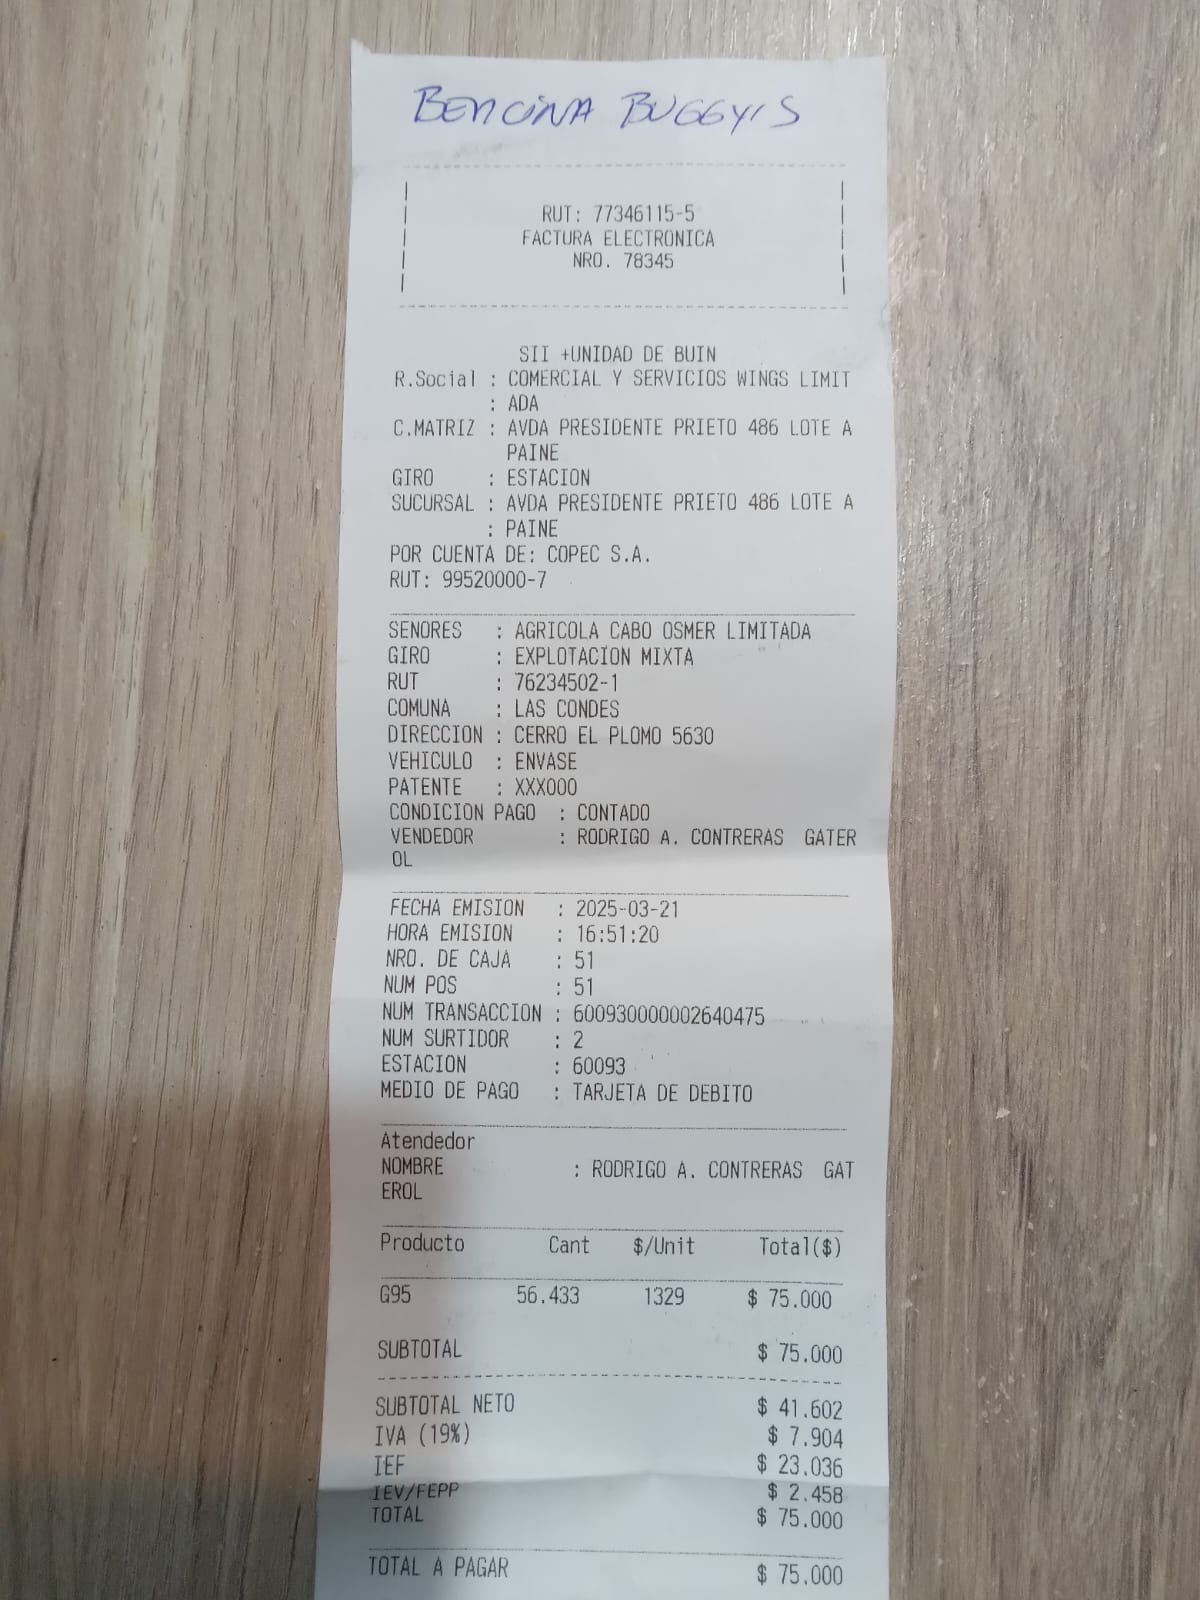 BENCINA BUGGYIS
RUT: 77346115-5
FACTURA ELECTRONICA
NRO. 78345
SII +UNIDAD DE BUIN
R.Social : COMERCIAL Y SERVICIOS WINGS LIMIT
: ADA
C.MATRIZ : AVDA PRESIDENTE PRIETO 486 LOTE A
PAINE
GIRO : ESTACION
SUCURSAL : AVDA PRESIDENTE PRIETO 486 LOTE A
: PAINE
POR CUENTA DE: COPEC S.A.
RUT: 99520000-7
SENORES : AGRICOLA CABO OSMER LIMITADA
GIRO : EXPLOTACION MIXTA
RUT : 76234502-1
COMUNA : LAS CONDES
DIRECCION : CERRO EL PLOMO 5630
VEHICULO : ENVASE
PATENTE : XXX000
CONDICION PAGO : CONTADO
VENDEDOR : RODRIGO A. CONTRERAS GATER
OL
FECHA EMISION : 2025-03-21
HORA EMISION : 16:51:20
NRO. DE CAJA : 51
NUM POS : 51
NUM TRANSACCION : 600930000002640475
NUM SURTIDOR : 2
ESTACION : 60093
MEDIO DE PAGO : TARJETA DE DEBITO
Atendedor
NOMBRE : RODRIGO A. CONTRERAS GAT
EROL
Producto Cant $/Unit Total($)
G95 56.433 1329 $ 75.000
SUBTOTAL $ 75.000
SUBTOTAL NETO $ 41.602
IVA (19%) $ 7.904
IEF $ 23.036
IEV/FEPP $ 2.458
TOTAL $ 75.000
TOTAL A PAGAR $ 75.000